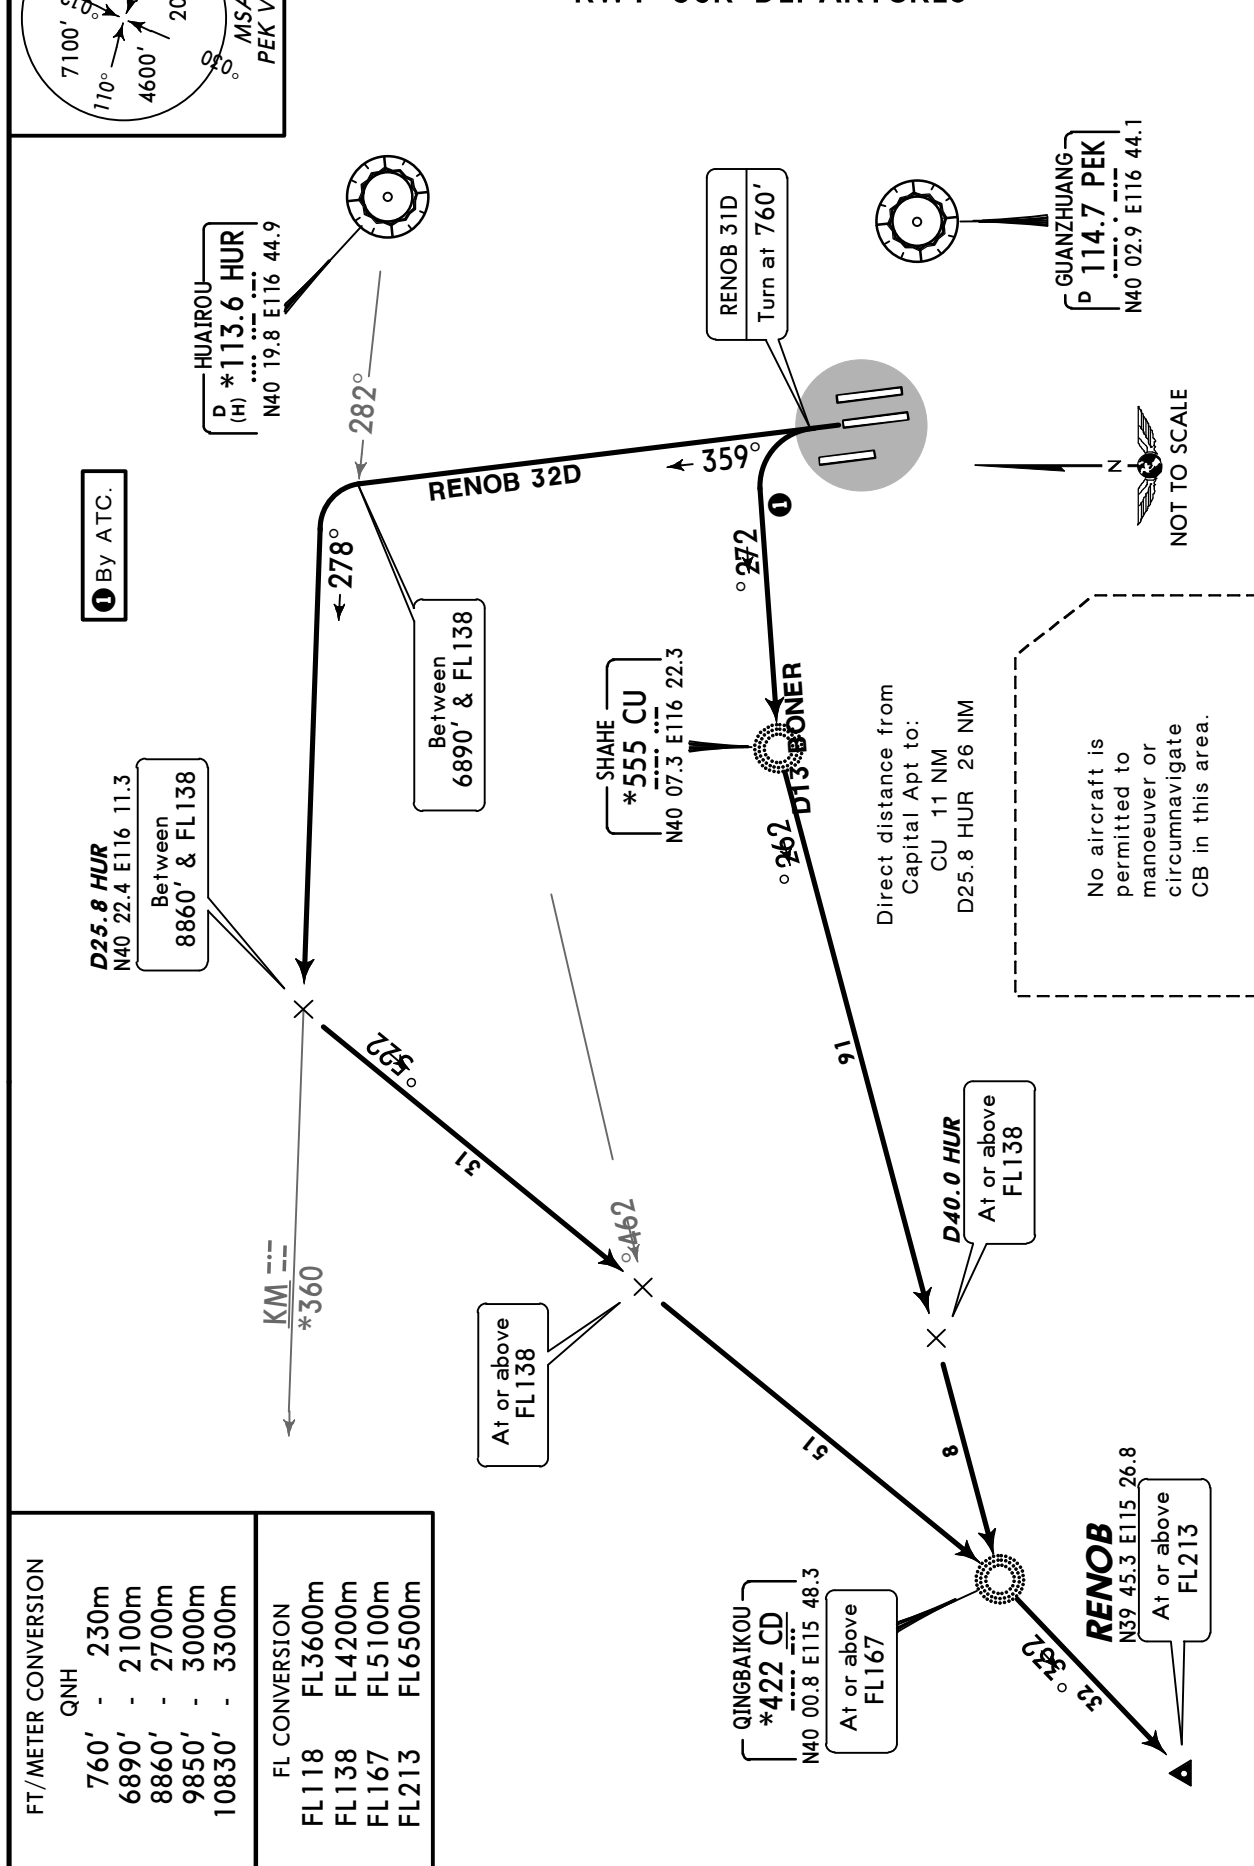 7100'
110°
4600'
012°
20
030°
MSA
PEK V
HUAIROU
D
(H) *113.6 HUR
N40 19.8 E116 44.9
RENOB 31D
Turn at 760'
GUANZHUANG
D 114.7 PEK
N40 02.9 E116 44.1
N
NOT TO SCALE
1 By ATC.
282°
359°
RENOB 32D
278°
1
272°
Between
6890' & FL138
SHAHE
*555 CU
N40 07.3 E116 22.3
D13 BONER
262°
Direct distance from
Capital Apt to:
CU 11 NM
D25.8 HUR 26 NM
No aircraft is
permitted to
manoeuver or
circumnavigate
CB in this area.
D25.8 HUR
N40 22.4 E116 11.3
Between
8860' & FL138
31
16
KM
*360
At or above
FL138
D40.0 HUR
At or above
FL138
51
8
QINGBAIKOU
*422 CD
N40 00.8 E115 48.3
At or above
FL167
32
RENOB
N39 45.3 E115 26.8
At or above
FL213
FT/METER CONVERSION
QNH
760' - 230m
6890' - 2100m
8860' - 2700m
9850' - 3000m
10830' - 3300m
FL CONVERSION
FL118 FL3600m
FL138 FL4200m
FL167 FL5100m
FL213 FL6500m